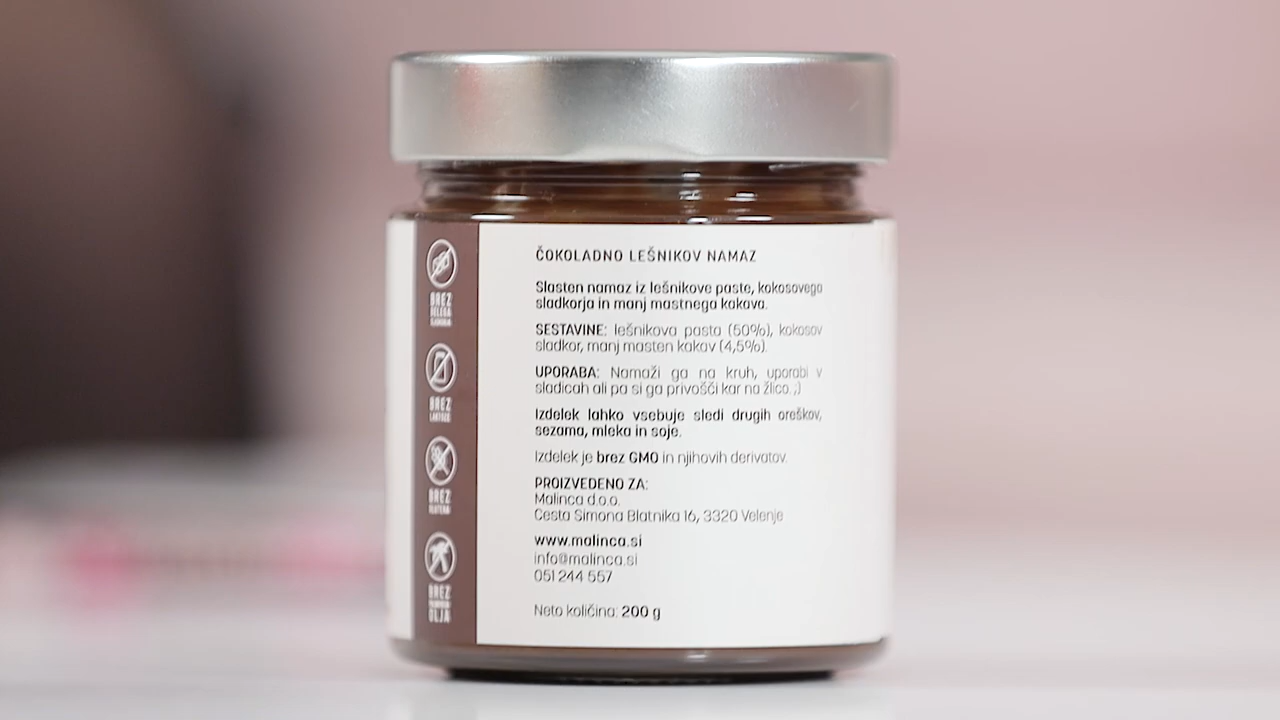 ČOKOLADNO LEŠNIKOV NAMAZ
Slasten namaz iz lešnikove paste, kokosovega
sladkorja in manj mastnega kakava.
SESTAVINE: lešnikova pasta (50%), kokosov
sladkor, manj masten kakav (4,5%).
UPORABA: Namaži ga na kruh, uporabi v
sladicah ali pa si ga privošči kar na žlico. ;)
Izdelek lahko vsebuje sledi drugih oreškov,
sezama, mleka in soje.
Izdelek je brez GMO in njihovih derivatov.
PROIZVEDENO ZA:
Malinca d.o.o.
Cesta Simona Blatnika 16, 3320 Velenje
www.malinca.si
info@malinca.si
051 244 557
Neto količina: 200 g
BREZ
BREZ
LAKTOZE
BREZ
GLUTENA
BREZ
OLJA